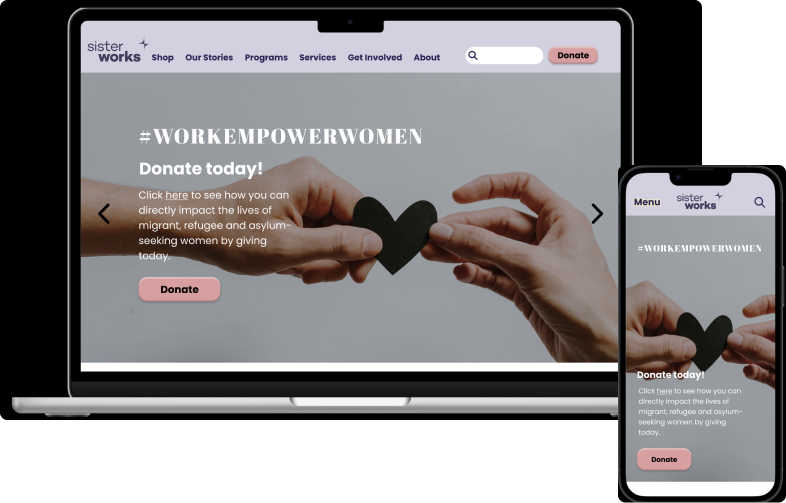 sister
works
Shop Our Stories Programs Services Get Involved About
Donate
#WORKEMPOWERWOMEN
Donate today!
Click here to see how you can
directly impact the lives of
migrant, refugee and asylum-
seeking women by giving
today.
Donate
Menu
sister
works
#WORKEMPOWERWOMEN
Donate today!
Click here to see how you can
directly impact the lives of
migrant, refugee and asylum-
seeking women by giving
today.
Donate